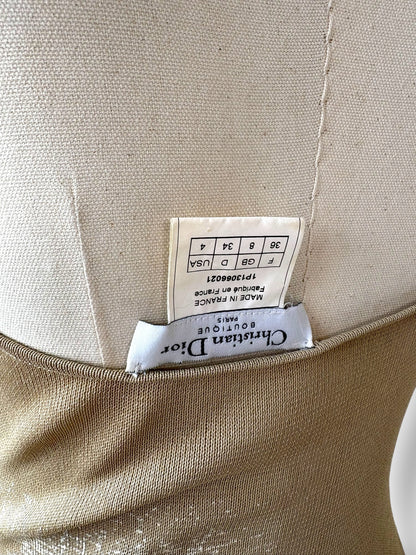 Christian Dior
BOUTIQUE
PARIS
MADE IN FRANCE
Fabriqué en France
1P13066021
F GB D USA
36 8 34 4